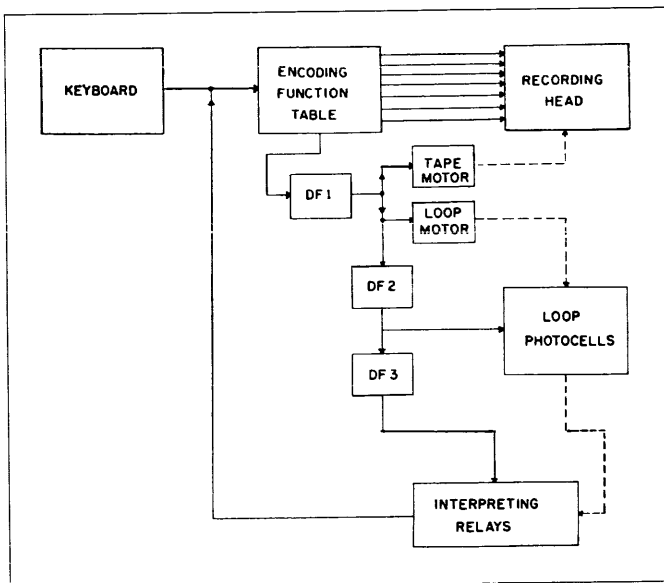 KEYBOARD
ENCODING
FUNCTION
TABLE
RECORDING
HEAD
TAPE
MOTOR
DF 1
LOOP
MOTOR
DF 2
LOOP
PHOTOCELLS
DF 3
INTERPRETING
RELAYS